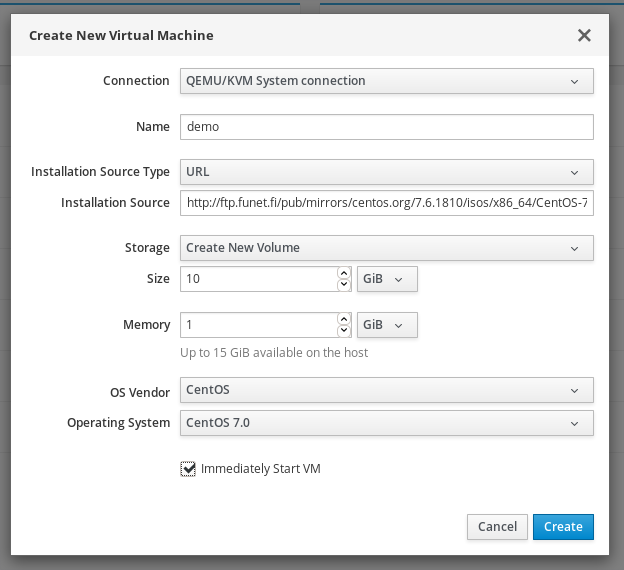 Create New Virtual Machine
Connection QEMU/KVM System connection
Name demo
Installation Source Type URL
Installation Source http://ftp.funet.fi/pub/mirrors/centos.org/7.6.1810/isos/x86_64/CentOS-7
Storage Create New Volume
Size 10 GiB
Memory 1 GiB
Up to 15 GiB available on the host
OS Vendor CentOS
Operating System CentOS 7.0
Immediately Start VM
Cancel Create